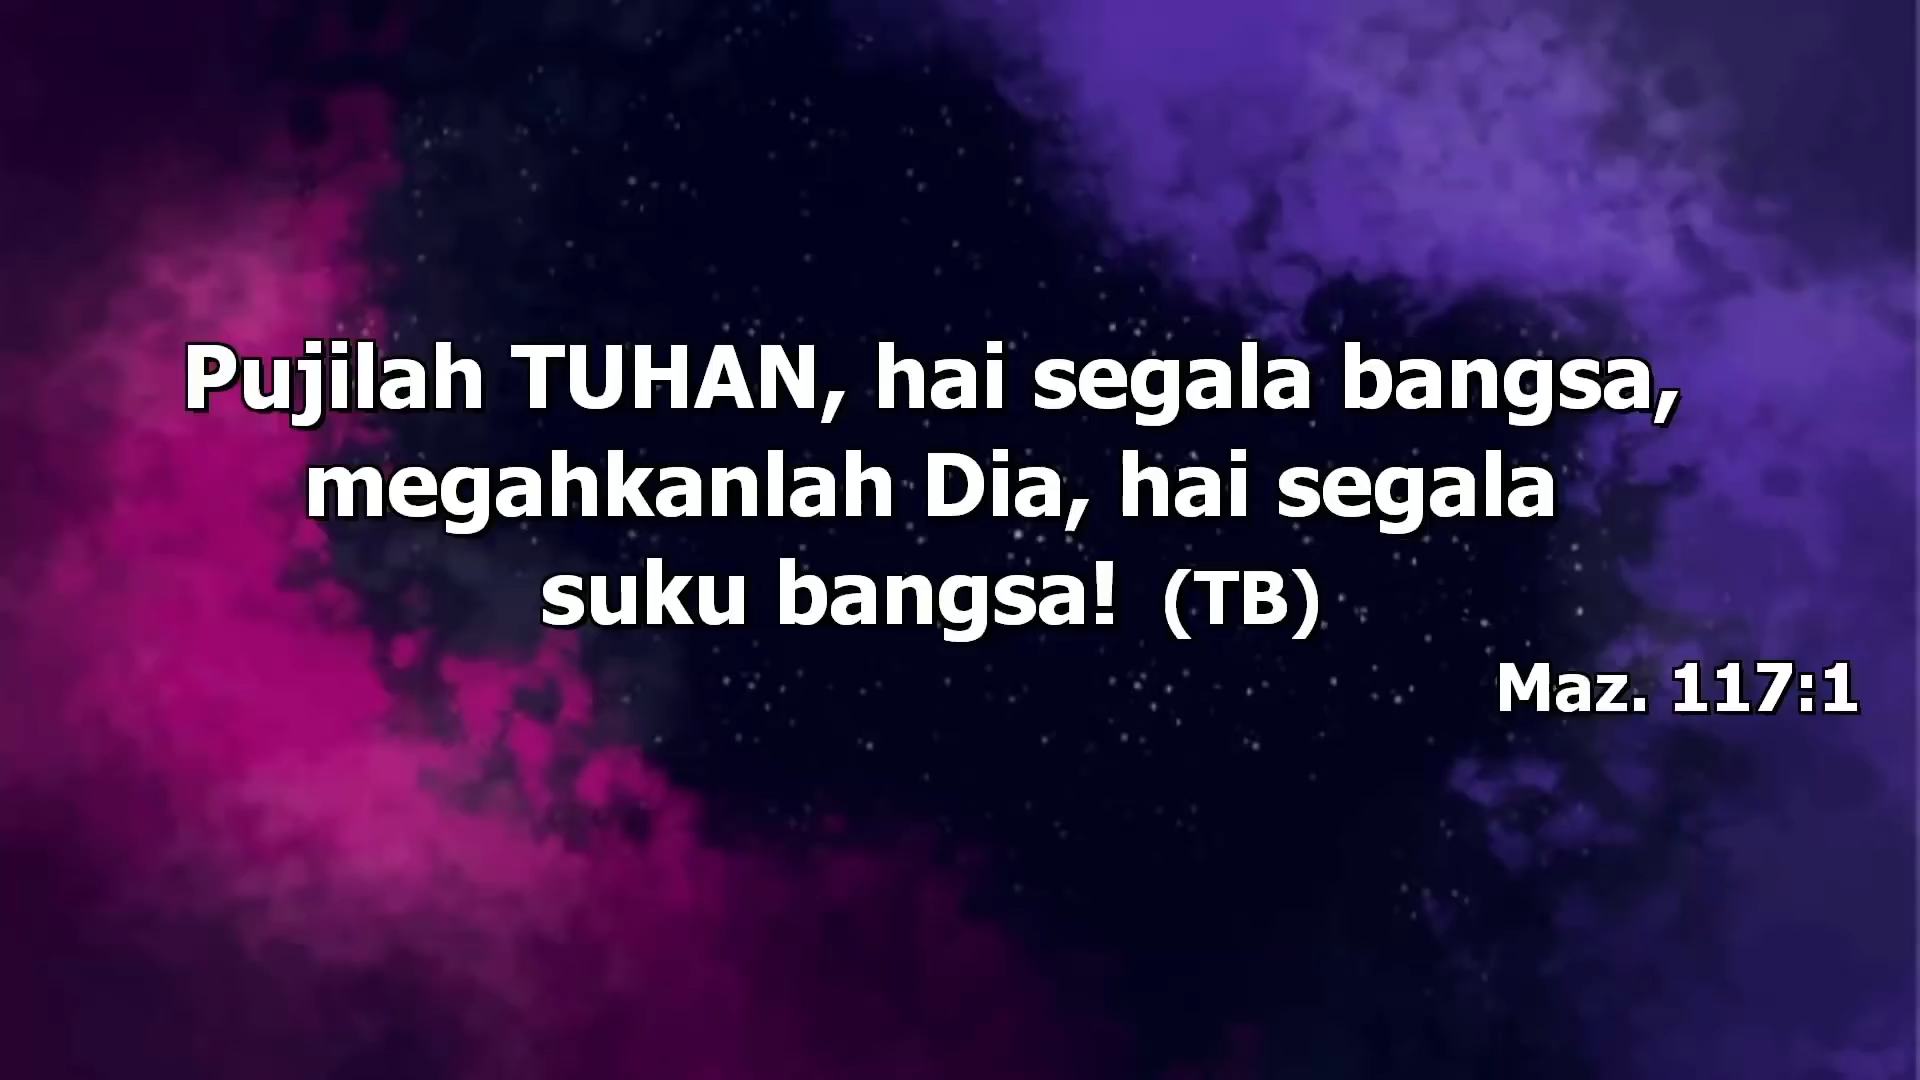 Pujilah TUHAN, hai segala bangsa,
megahkanlah Dia, hai segala
suku bangsa! (TB)
Maz. 117:1